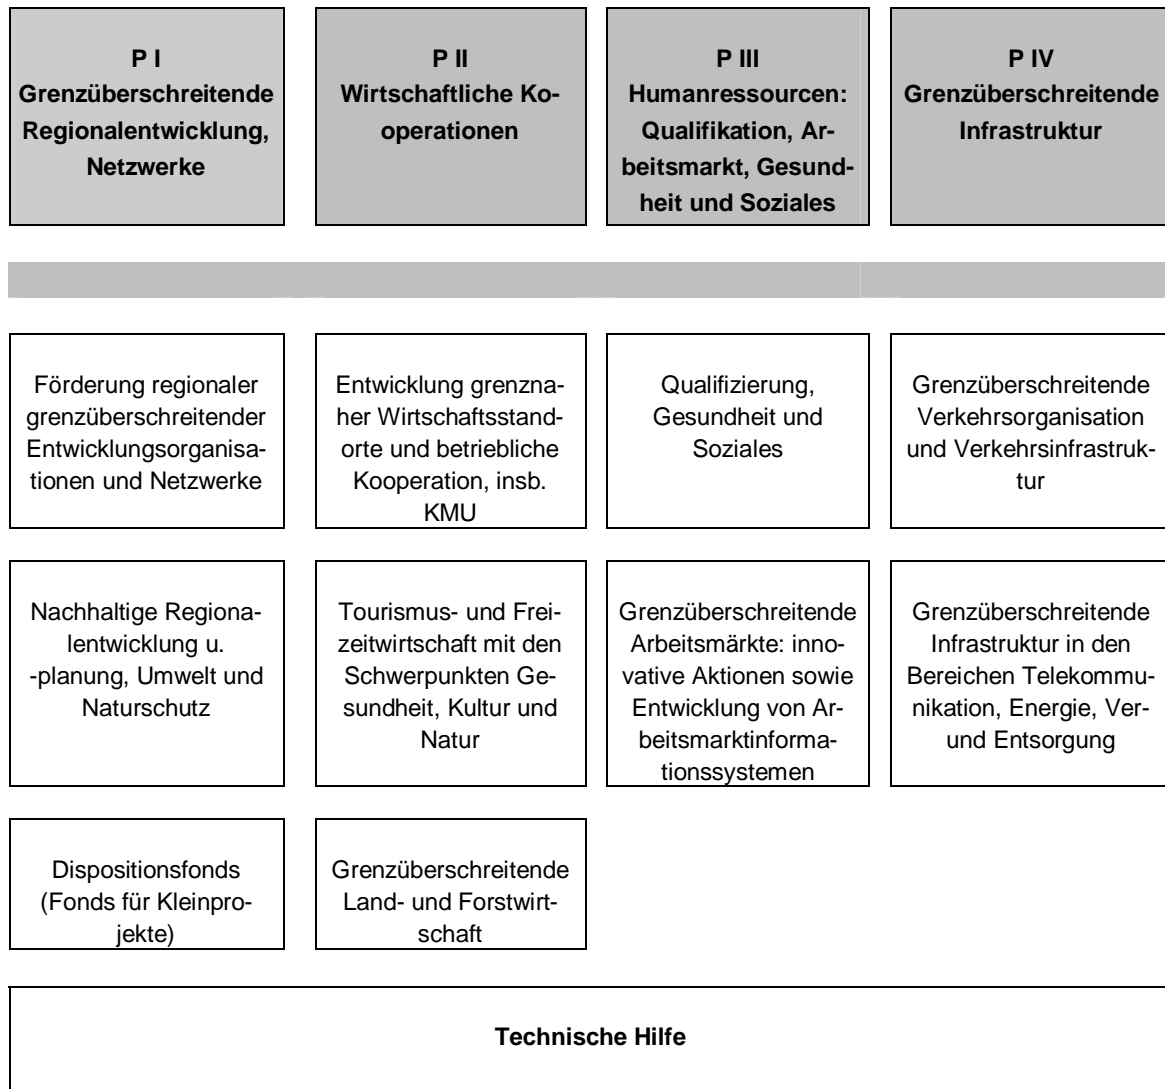 P I
Grenzüberschreitende
Regionalentwicklung,
Netzwerke
P II
Wirtschaftliche Ko-
operationen
P III
Humanressourcen:
Qualifikation, Ar-
beitsmarkt, Gesund-
heit und Soziales
P IV
Grenzüberschreitende
Infrastruktur
Förderung regionaler
grenzüberschreitender
Entwicklungsorganisa-
tionen und Netzwerke
Entwicklung grenzna-
her Wirtschaftsstand-
orte und betriebliche
Kooperation, insb.
KMU
Qualifizierung,
Gesundheit und
Soziales
Grenzüberschreitende
Verkehrsorganisation
und Verkehrsinfrastruk-
tur
Nachhaltige Regiona-
lentwicklung u.
-planung, Umwelt und
Naturschutz
Tourismus- und Frei-
zeitwirtschaft mit den
Schwerpunkten Ge-
sundheit, Kultur und
Natur
Grenzüberschreitende
Arbeitsmärkte: inno-
vative Aktionen sowie
Entwicklung von Ar-
beitsmarktinforma-
tionssystemen
Grenzüberschreitende
Infrastruktur in den
Bereichen Telekommu-
nikation, Energie, Ver-
und Entsorgung
Dispositionsfonds
(Fonds für Kleinpro-
jekte)
Grenzüberschreitende
Land- und Forstwirt-
schaft
Technische Hilfe